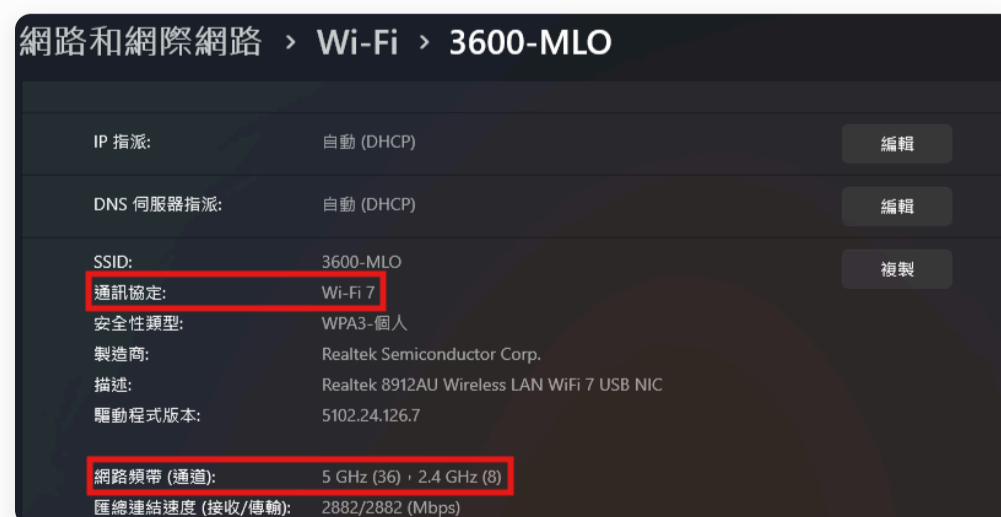 網路和網際網路 › Wi-Fi › 3600-MLO
IP 指派: 自動 (DHCP) 編輯
DNS 伺服器指派: 自動 (DHCP) 編輯
SSID: 3600-MLO 複製
通訊協定: Wi-Fi 7
安全性類型: WPA3-個人
製造商: Realtek Semiconductor Corp.
描述: Realtek 8912AU Wireless LAN WiFi 7 USB NIC
驅動程式版本: 5102.24.126.7
網路頻帶 (通道): 5 GHz (36)，2.4 GHz (8)
匯總連結速度 (接收/傳輸): 2882/2882 (Mbps)